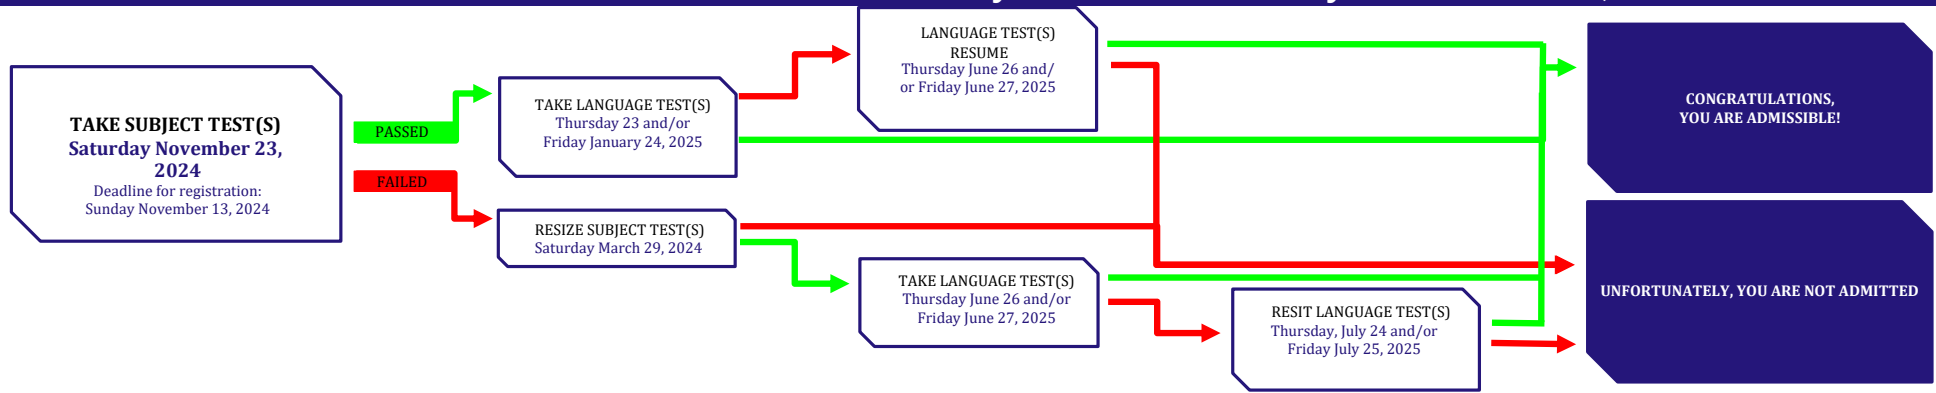 TAKE SUBJECT TEST(S)
Saturday November 23,
2024
Deadline for registration:
Sunday November 13, 2024
PASSED
FAILED
TAKE LANGUAGE TEST(S)
Thursday 23 and/or
Friday January 24, 2025
RESIZE SUBJECT TEST(S)
Saturday March 29, 2024
LANGUAGE TEST(S)
RESUME
Thursday June 26 and/
or Friday June 27, 2025
TAKE LANGUAGE TEST(S)
Thursday June 26 and/or
Friday June 27, 2025
RESIT LANGUAGE TEST(S)
Thursday, July 24 and/or
Friday July 25, 2025
CONGRATULATIONS,
YOU ARE ADMISSIBLE!
UNFORTUNATELY, YOU ARE NOT ADMITTED